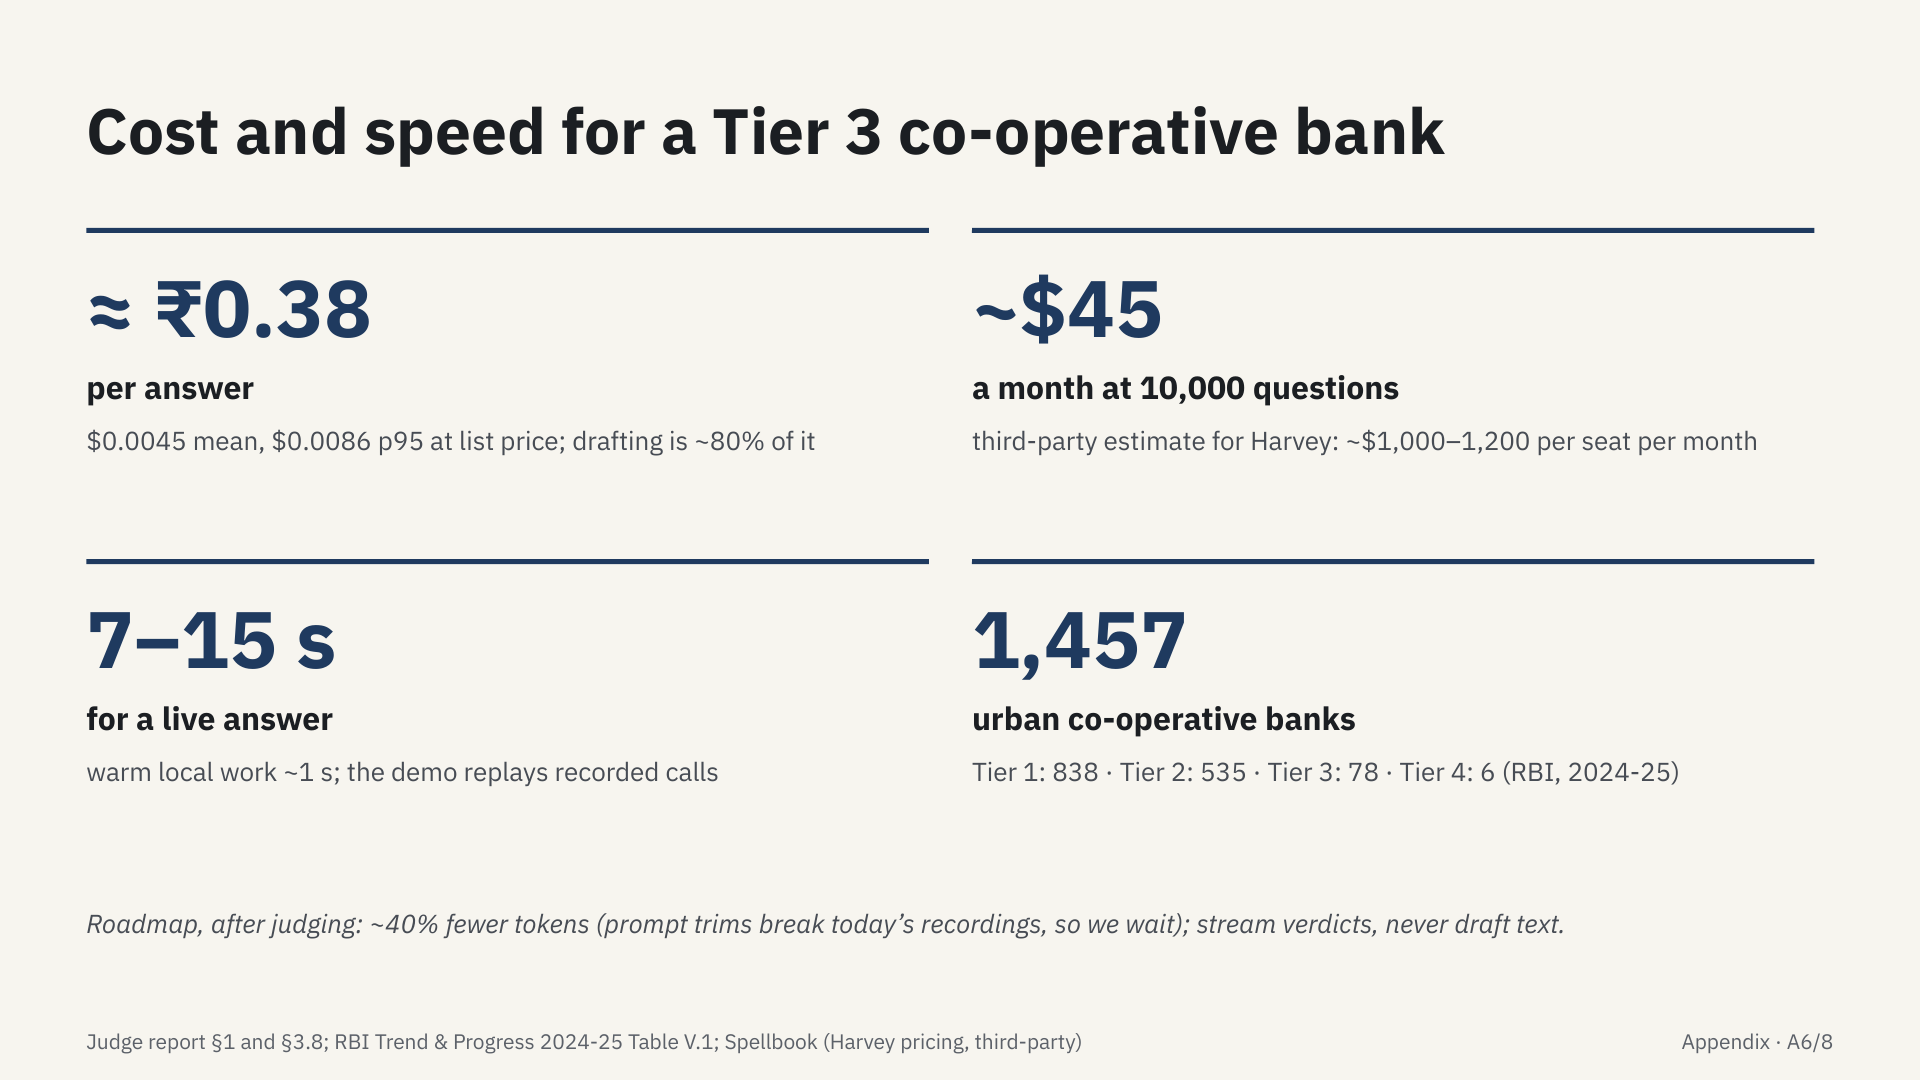 Cost and speed for a Tier 3 co-operative bank
≈ ₹0.38
per answer
$0.0045 mean, $0.0086 p95 at list price; drafting is ~80% of it
~$45
a month at 10,000 questions
third-party estimate for Harvey: ~$1,000–1,200 per seat per month
7–15 s
for a live answer
warm local work ~1 s; the demo replays recorded calls
1,457
urban co-operative banks
Tier 1: 838 · Tier 2: 535 · Tier 3: 78 · Tier 4: 6 (RBI, 2024-25)
Roadmap, after judging: ~40% fewer tokens (prompt trims break today’s recordings, so we wait); stream verdicts, never draft text.
Judge report §1 and §3.8; RBI Trend & Progress 2024-25 Table V.1; Spellbook (Harvey pricing, third-party)
Appendix · A6/8